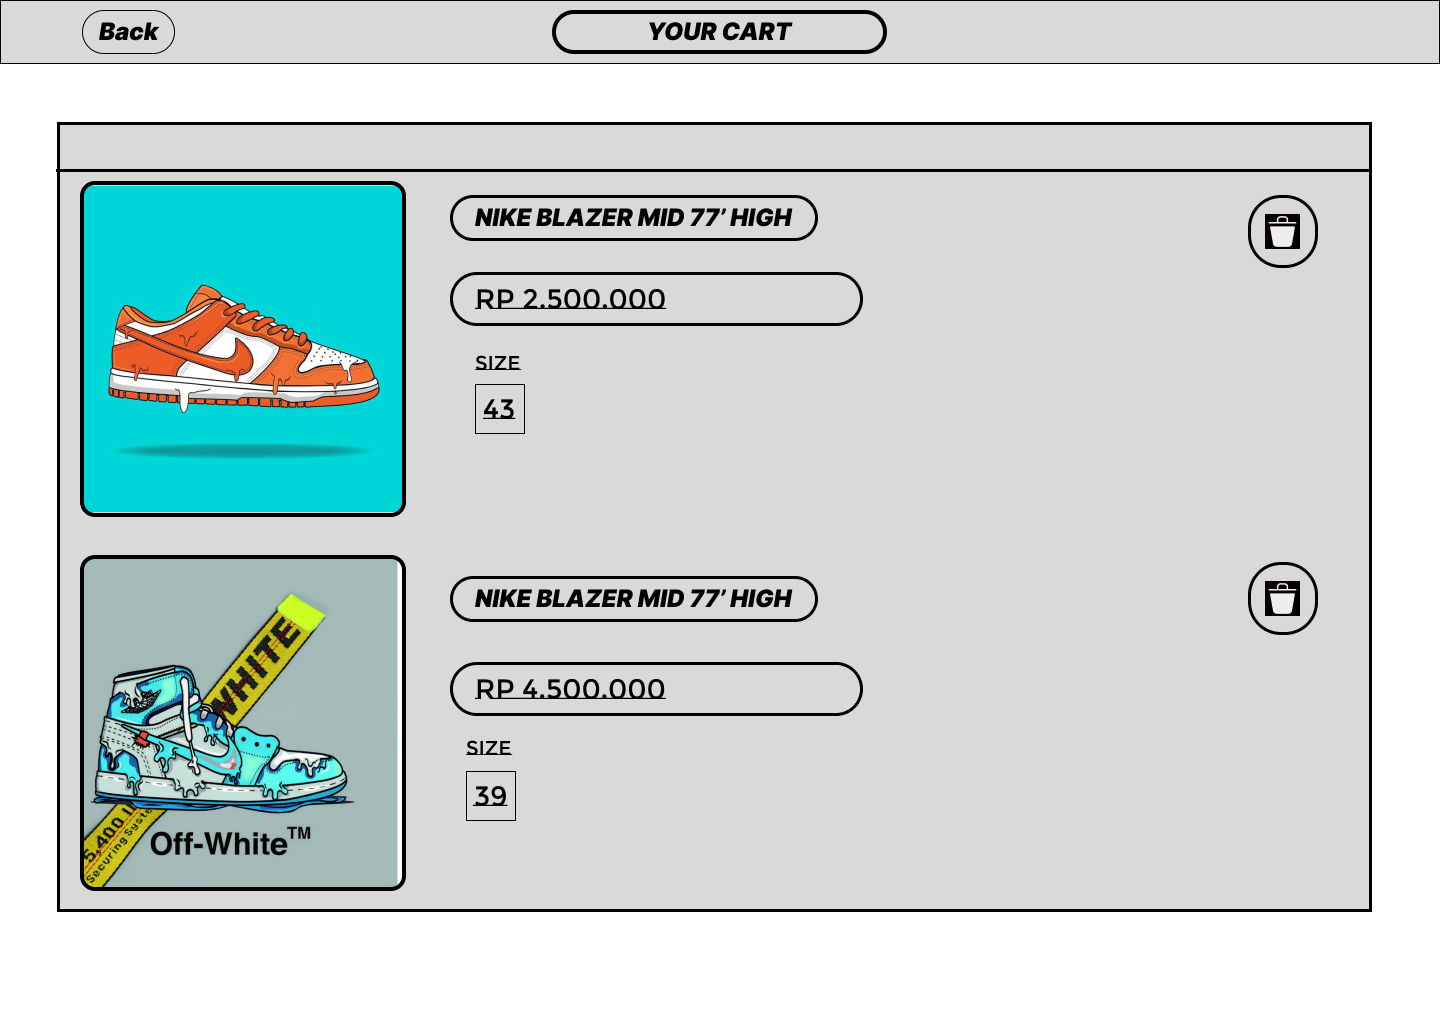 Back
YOUR CART
NIKE BLAZER MID 77’ HIGH
RP 2.500.000
SIZE
43
NIKE BLAZER MID 77’ HIGH
RP 4.500.000
SIZE
39
WHITE
5,400 l
Securing Syste
Off-White™